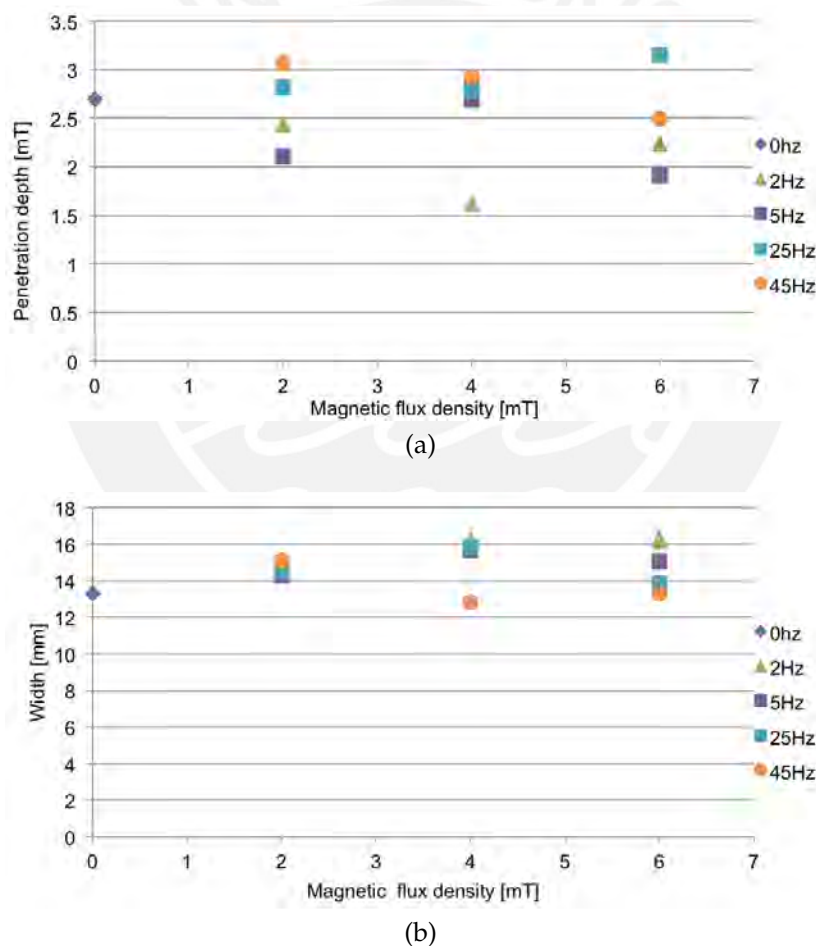 3.5
3
2.5
2
1.5
1
0.5
0
0 1 2 3 4 5 6 7
Penetration depth [mT]
Magnetic flux density [mT]
0hz
2Hz
5Hz
25Hz
45Hz
(a)
18
16
14
12
10
8
6
4
2
0
0 1 2 3 4 5 6 7
Width [mm]
Magnetic flux density [mT]
0hz
2Hz
5Hz
25Hz
45Hz
(b)